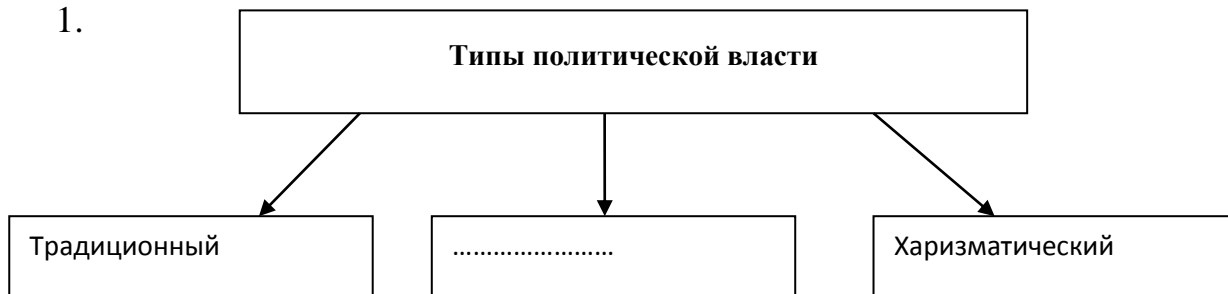 1.
Типы политической власти
Традиционный
........................
Харизматический